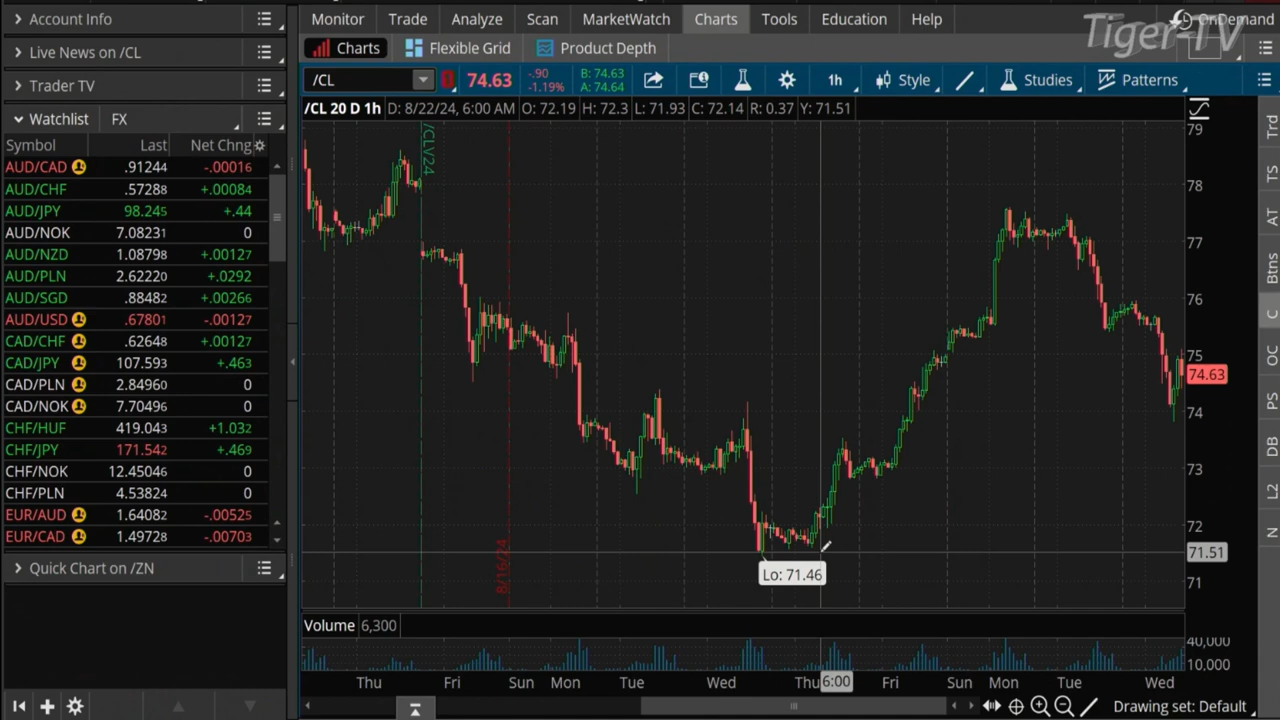 Account Info
Live News on /CL
Trader TV
Watchlist FX
Symbol Last Net Chng
AUD/CAD .91244 -.00016
AUD/CHF .57288 +.00084
AUD/JPY 98.245 +.44
AUD/NOK 7.08231 0
AUD/NZD 1.08798 +.00127
AUD/PLN 2.62220 +.0292
AUD/SGD .88482 +.00266
AUD/USD .67801 -.00127
CAD/CHF .62648 +.00127
CAD/JPY 107.593 +.463
CAD/PLN 2.84960 0
CAD/NOK 7.70496 0
CHF/HUF 419.043 +1.032
CHF/JPY 171.542 +.469
CHF/NOK 12.45046 0
CHF/PLN 4.53824 0
EUR/AUD 1.64082 -.00525
EUR/CAD 1.49728 -.00703
Quick Chart on /ZN
Monitor Trade Analyze Scan MarketWatch Charts Tools Education Help
Tiger-TV
OnDemand
Charts Flexible Grid Product Depth
/CL 74.63 -.90 -1.19% B: 74.63 A: 74.64 1h Style Studies Patterns
/CL 20 D 1h D: 8/22/24, 6:00 AM O: 72.19 H: 72.3 L: 71.93 C: 72.14 R: 0.37 Y: 71.51
/CLV/24
8/16/24
Lo: 71.46
79
78
77
76
75
74.63
74
73
72
71.51
71
Volume 6,300
40,000
10,000
Thu Fri Sun Mon Tue Wed Thu 6:00 Fri Sun Mon Tue Wed
Drawing set: Default
Trd
TS
AT
Btns
C
OC
PS
DB
L2
N